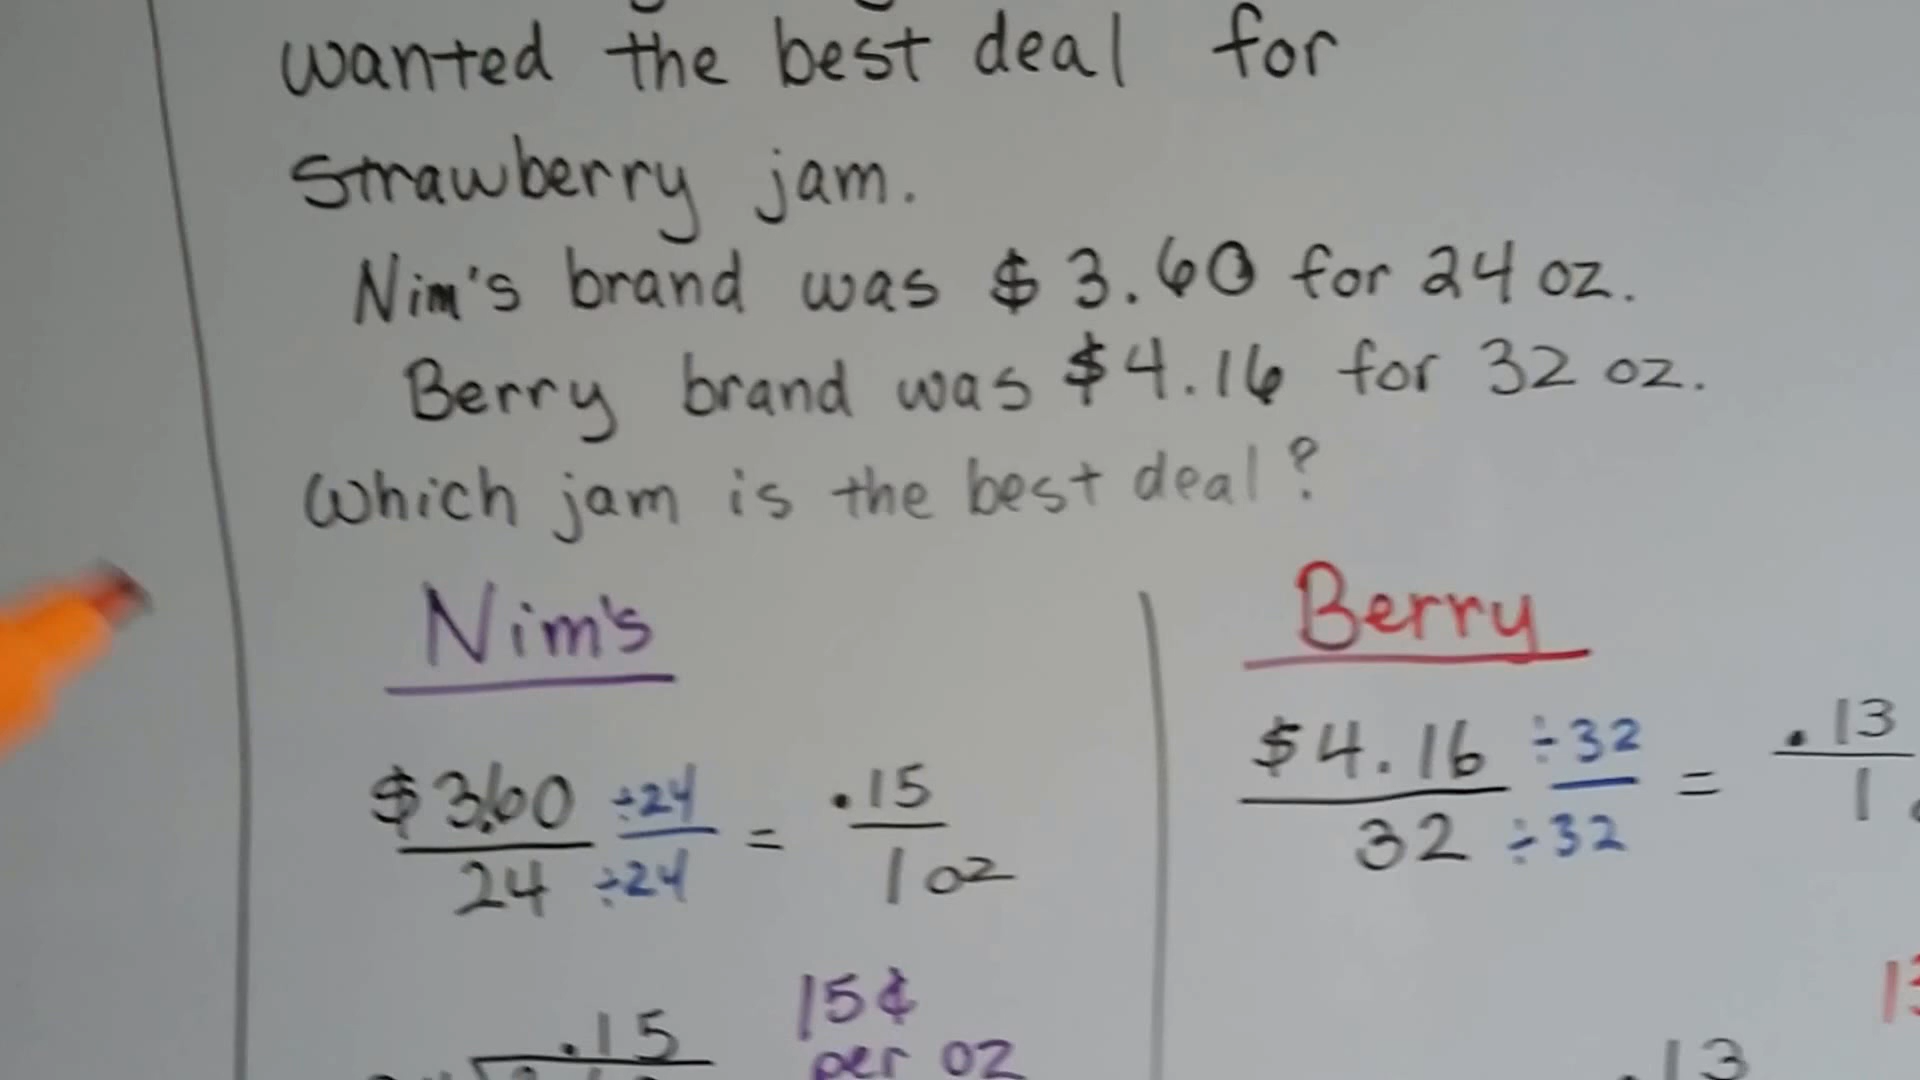 wanted the best deal for
strawberry jam.
Nim's brand was $3.60 for 24 oz.
Berry brand was $4.16 for 32 oz.
Which jam is the best deal?
Nim's
$3.60 ÷24 = .15
24 ÷24 1 oz
15¢
per oz
.15
Berry
$4.16 ÷32 = .13
32 ÷32 1
.13